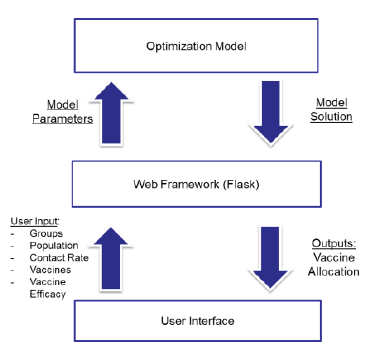 Optimization Model
Model
Parameters
Model
Solution
Web Framework (Flask)
User Input:
- Groups
- Population
- Contact Rate
- Vaccines
- Vaccine
Efficacy
Outputs:
Vaccine
Allocation
User Interface